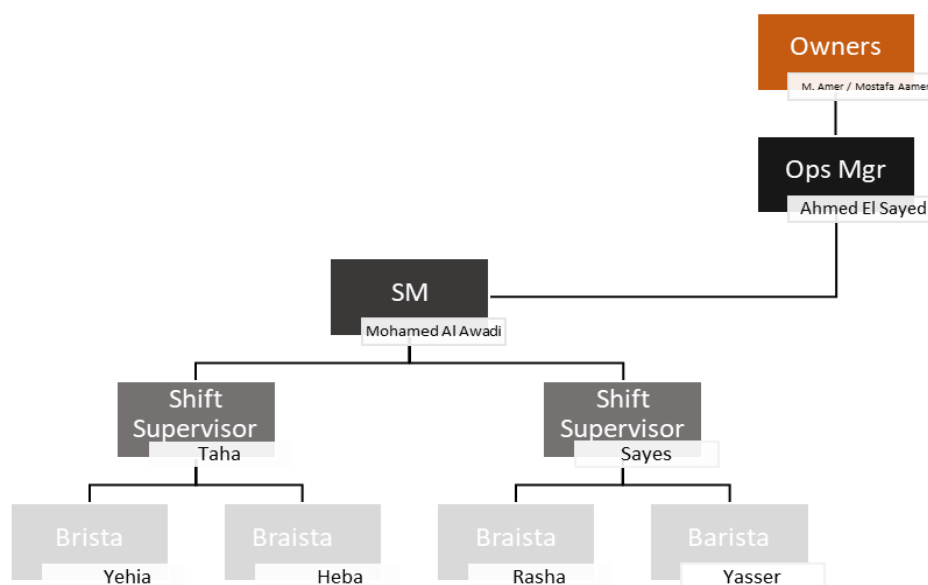 Owners
M. Amer / Mostafa Aamer
Ops Mgr
Ahmed El Sayed
SM
Mohamed Al Awadi
Shift
Supervisor
Taha
Shift
Supervisor
Sayes
Brista
Yehia
Braista
Heba
Braista
Rasha
Barista
Yasser